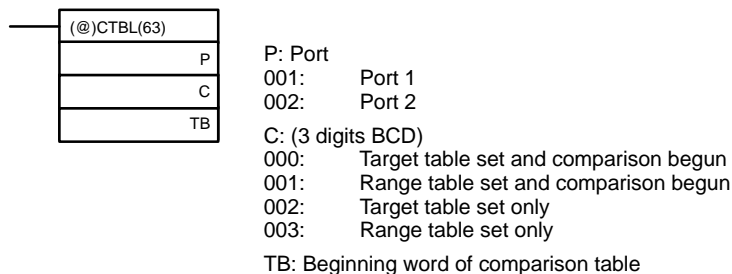 (@)CTBL(63)
P
C
TB
P: Port
001: Port 1
002: Port 2
C: (3 digits BCD)
000: Target table set and comparison begun
001: Range table set and comparison begun
002: Target table set only
003: Range table set only
TB: Beginning word of comparison table